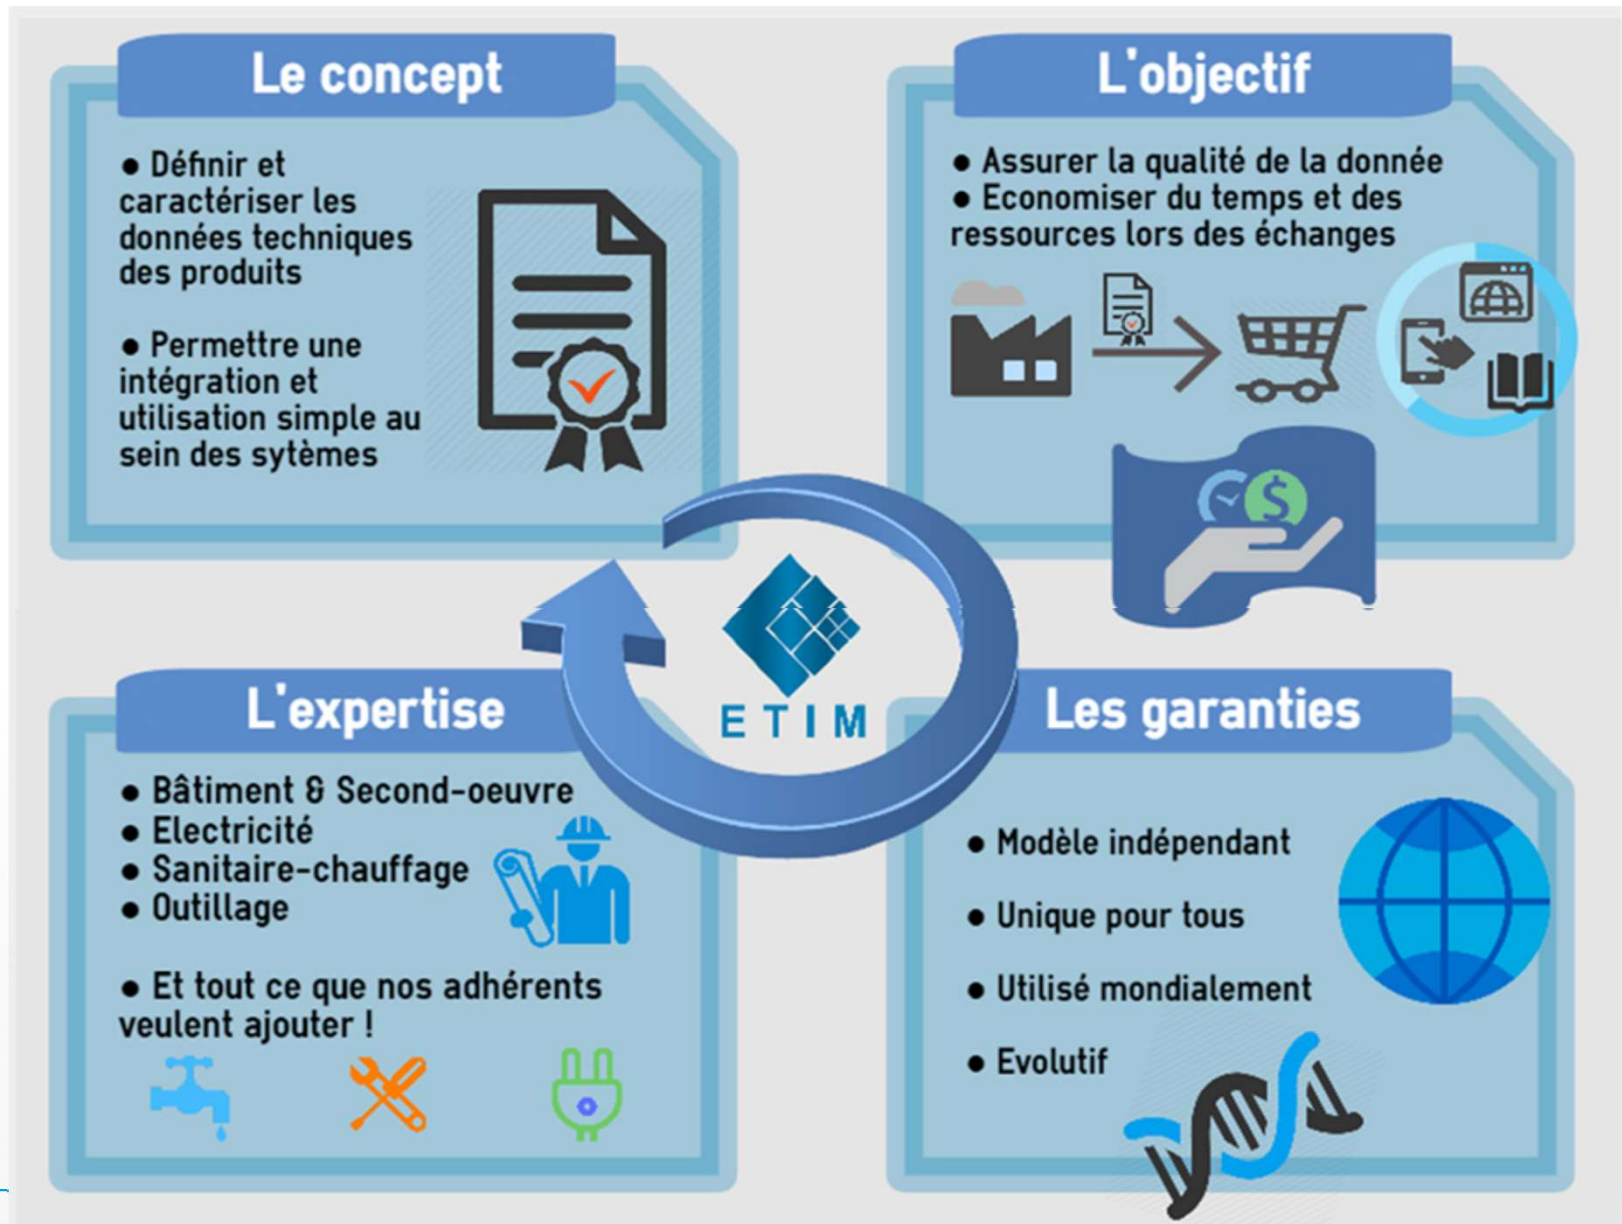 Le concept
● Définir et
caractériser les
données techniques
des produits
● Permettre une
intégration et
utilisation simple au
sein des sytèmes
L'objectif
● Assurer la qualité de la donnée
● Economiser du temps et des
ressources lors des échanges
$
ETIM
L'expertise
● Bâtiment & Second-oeuvre
● Electricité
● Sanitaire-chauffage
● Outillage
● Et tout ce que nos adhérents
veulent ajouter !
Les garanties
● Modèle indépendant
● Unique pour tous
● Utilisé mondialement
● Evolutif